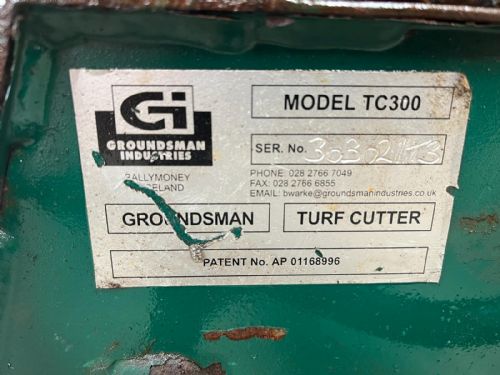 Gi
GROUNDSMAN
INDUSTRIES
MODEL TC300
SER. No.
BALLYMONEY
PHONE: 028 2766 7049
FAX: 028 2766 6855
EMAIL: bwarke@groundsmanindustries.co.uk
GROUNDSMAN
TURF CUTTER
PATENT No. AP 01168996